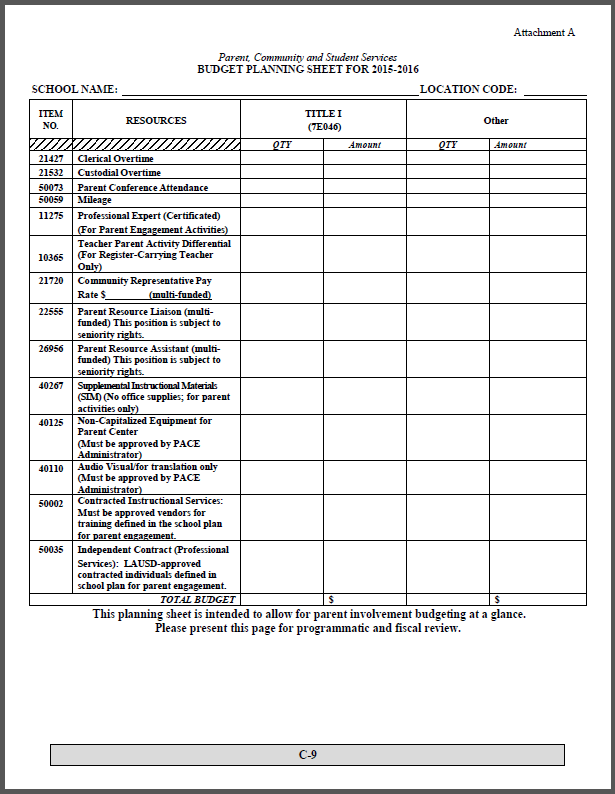 Attachment A
Parent, Community and Student Services
BUDGET PLANNING SHEET FOR 2015-2016
SCHOOL NAME: LOCATION CODE:
ITEM NO. RESOURCES TITLE I (7E046) Other
QTY Amount QTY Amount
21427 Clerical Overtime
21532 Custodial Overtime
50073 Parent Conference Attendance
50059 Mileage
11275 Professional Expert (Certificated)
(For Parent Engagement Activities)
10365 Teacher Parent Activity Differential
(For Register-Carrying Teacher
Only)
21720 Community Representative Pay
Rate $__________(multi-funded)
22555 Parent Resource Liaison (multi-
funded) This position is subject to
seniority rights.
26956 Parent Resource Assistant (multi-
funded) This position is subject to
seniority rights.
40267 Supplemental Instructional Materials
(SIM) (No office supplies; for parent
activities only)
40125 Non-Capitalized Equipment for
Parent Center
(Must be approved by PACE
Administrator)
40110 Audio Visual/for translation only
(Must be approved by PACE
Administrator)
50002 Contracted Instructional Services:
Must be approved vendors for
training defined in the school plan
for parent engagement.
50035 Independent Contract (Professional
Services): LAUSD-approved
contracted individuals defined in
school plan for parent engagement.
TOTAL BUDGET $ $
This planning sheet is intended to allow for parent involvement budgeting at a glance.
Please present this page for programmatic and fiscal review.
C-9